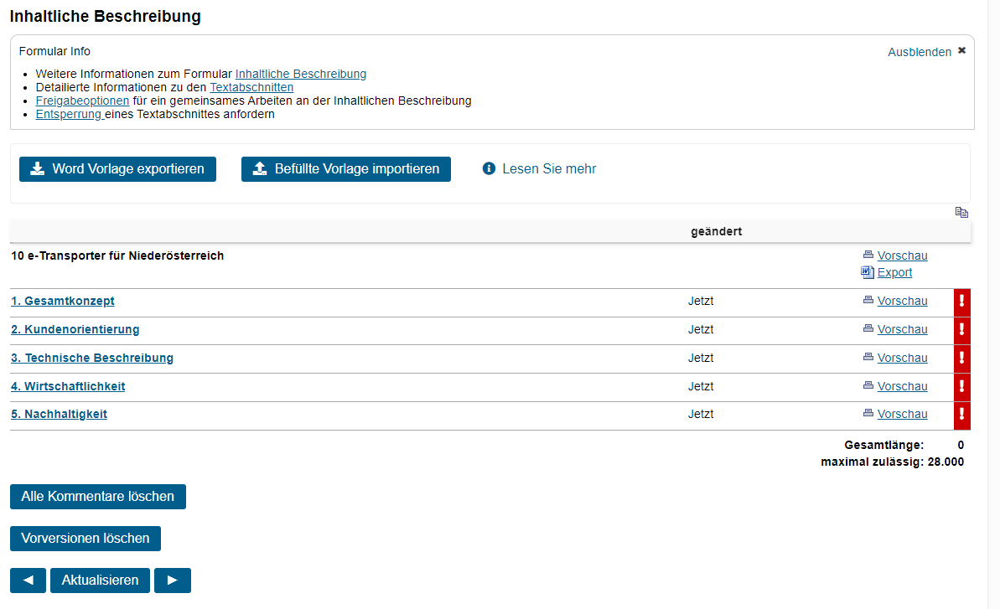 Inhaltliche Beschreibung
Formular Info
Ausblenden ✖
Weitere Informationen zum Formular Inhaltliche Beschreibung
Detailierte Informationen zu den Textabschnitten
Freigabeoptionen für ein gemeinsames Arbeiten an der Inhaltlichen Beschreibung
Entsperrung eines Textabschnittes anfordern
Word Vorlage exportieren
Befüllte Vorlage importieren
Lesen Sie mehr
geändert
10 e-Transporter für Niederösterreich
Vorschau
Export
1. Gesamtkonzept Jetzt Vorschau !
2. Kundenorientierung Jetzt Vorschau !
3. Technische Beschreibung Jetzt Vorschau !
4. Wirtschaftlichkeit Jetzt Vorschau !
5. Nachhaltigkeit Jetzt Vorschau !
Gesamtlänge: 0
maximal zulässig: 28.000
Alle Kommentare löschen
Vorversionen löschen
◀ Aktualisieren ▶